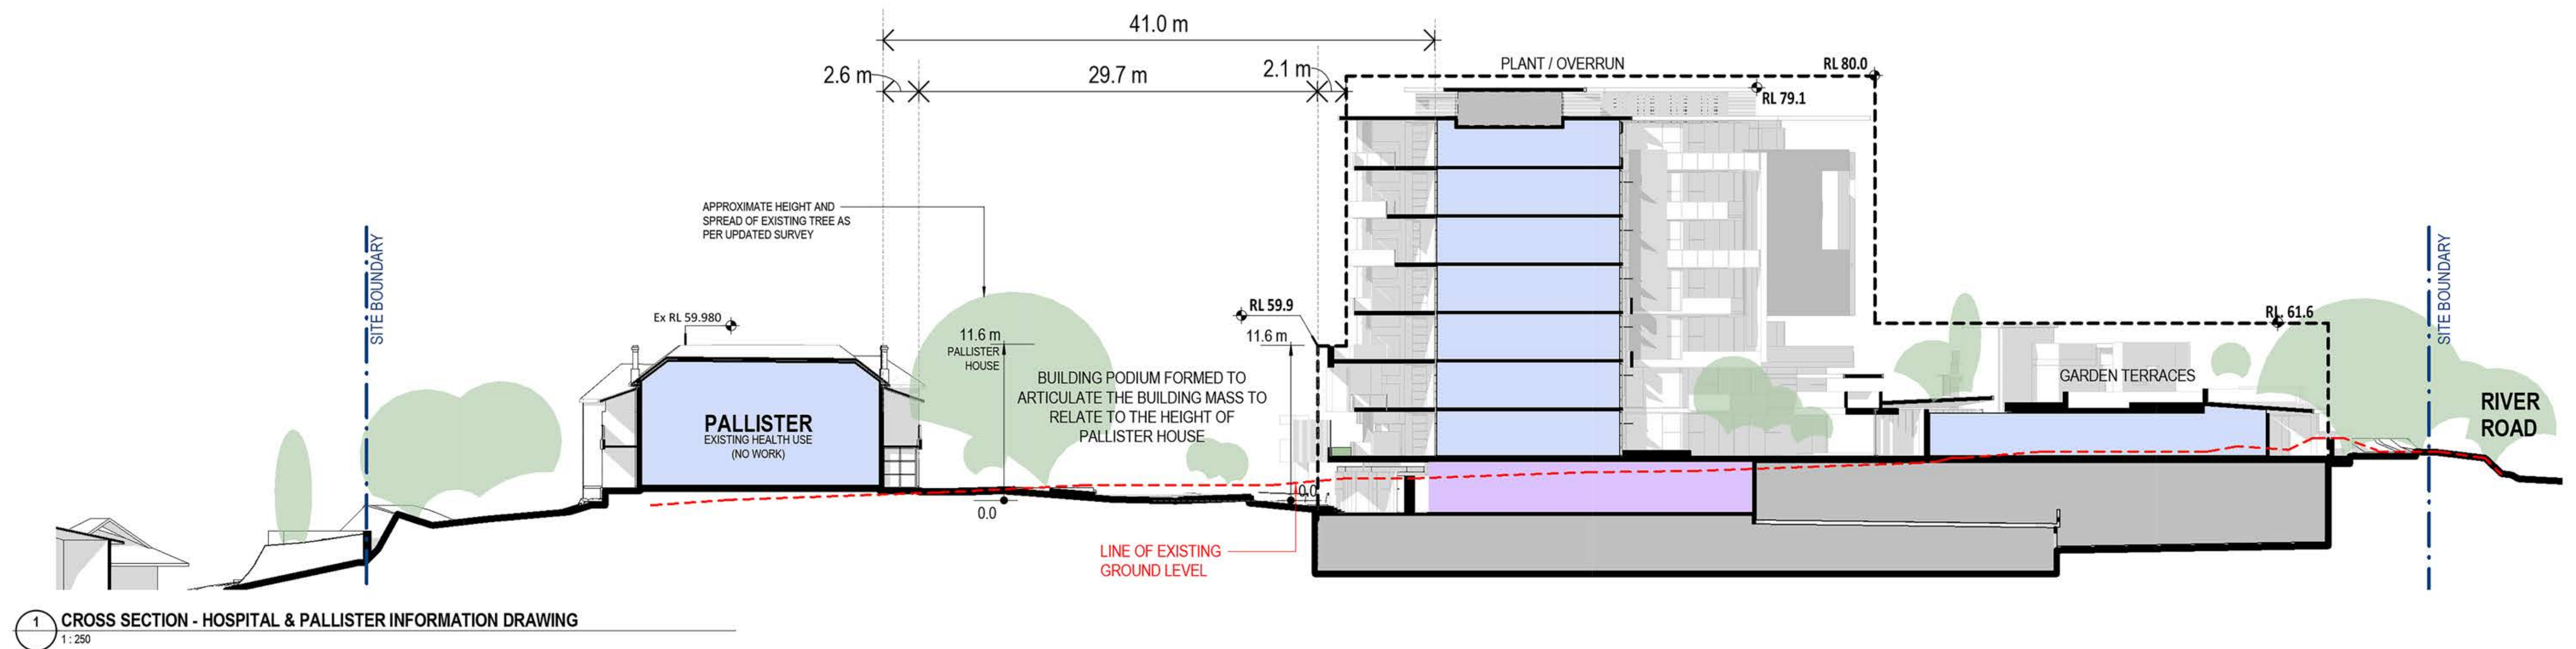 41.0 m
2.6 m
29.7 m
2.1 m
PLANT / OVERRUN
RL 80.0
RL 79.1
APPROXIMATE HEIGHT AND
SPREAD OF EXISTING TREE AS
PER UPDATED SURVEY
SITE BOUNDARY
SITE BOUNDARY
Ex RL 59.980
RL 59.9
RL 61.6
11.6 m
PALLISTER
HOUSE
11.6 m
BUILDING PODIUM FORMED TO
ARTICULATE THE BUILDING MASS TO
RELATE TO THE HEIGHT OF
PALLISTER HOUSE
GARDEN TERRACES
RIVER
ROAD
PALLISTER
EXISTING HEALTH USE
(NO WORK)
0.0
0.0
LINE OF EXISTING
GROUND LEVEL
1
CROSS SECTION - HOSPITAL & PALLISTER INFORMATION DRAWING
1 : 250